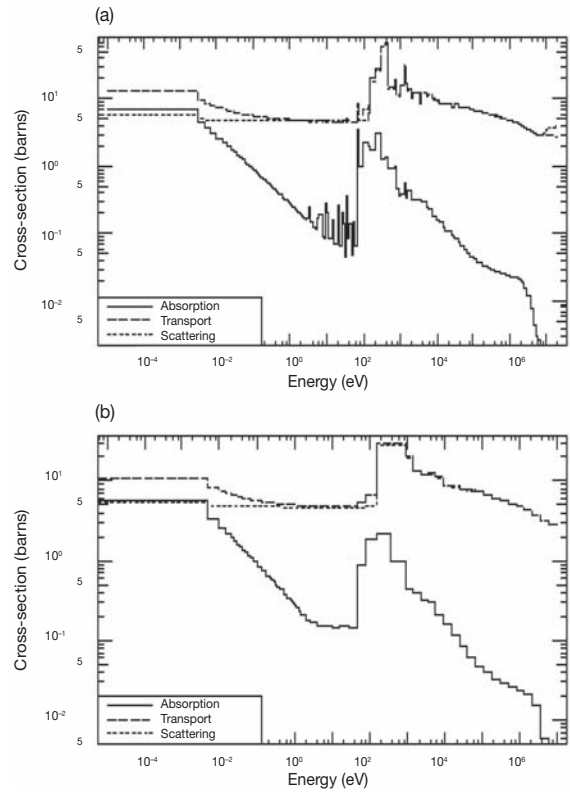 (a)
5
10¹
5
10⁰
5
10⁻¹
5
10⁻²
5
Cross-section (barns)
Absorption
Transport
Scattering
10⁻⁴ 10⁻² 10⁰ 10² 10⁴ 10⁶
Energy (eV)
(b)
10¹
5
10⁰
5
10⁻¹
5
10⁻²
5
Cross-section (barns)
Absorption
Transport
Scattering
10⁻⁴ 10⁻² 10⁰ 10² 10⁴ 10⁶
Energy (eV)